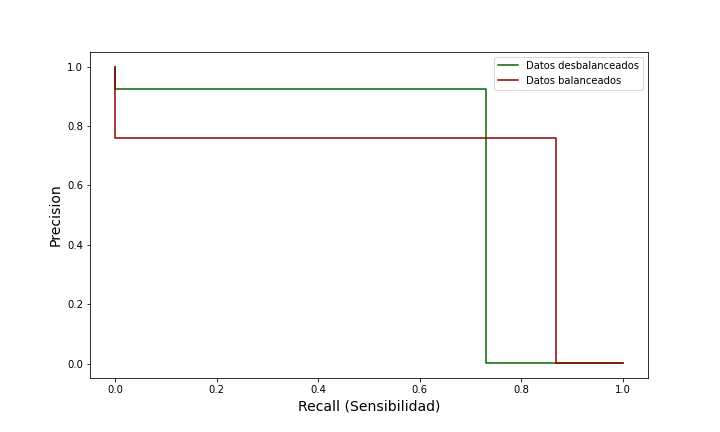 Datos desbalanceados
Datos balanceados
1.0
0.8
0.6
0.4
0.2
0.0
Precision
0.0 0.2 0.4 0.6 0.8 1.0
Recall (Sensibilidad)